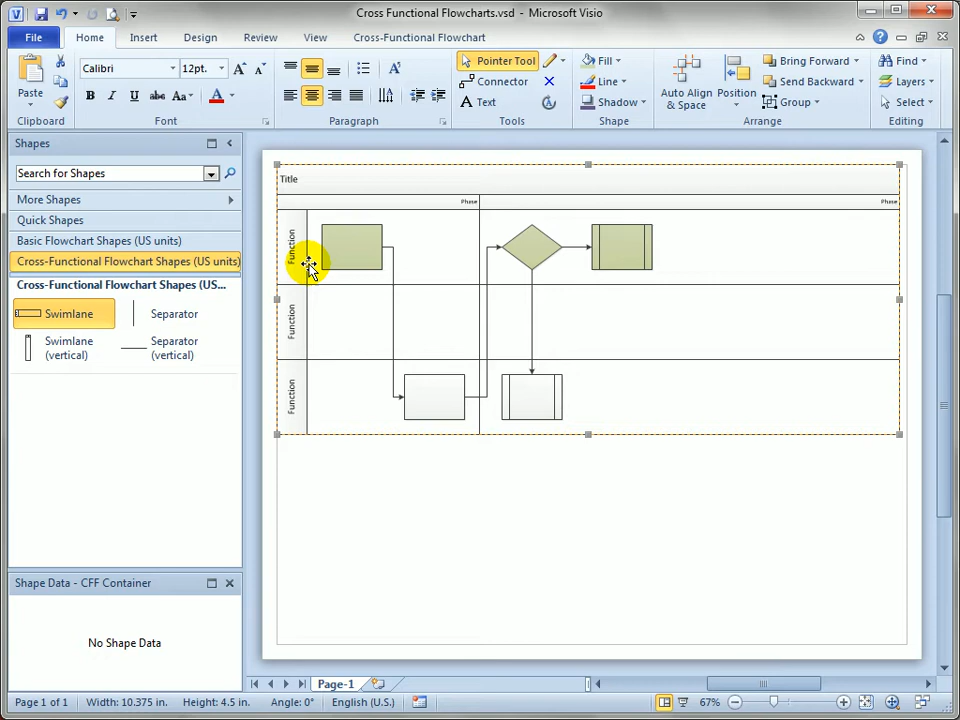 Cross Functional Flowcharts.vsd - Microsoft Visio
File Home Insert Design Review View Cross-Functional Flowchart
Paste
Clipboard
Calibri 12pt. A A
B I U abc Aa A
Font
A
Paragraph
Pointer Tool
Connector
A Text
Tools
Fill
Line
Shadow
Shape
Auto Align
& Space
Position
Bring Forward
Send Backward
Group
Arrange
Find
Layers
Select
Editing
Shapes
Search for Shapes
More Shapes
Quick Shapes
Basic Flowchart Shapes (US units)
Cross-Functional Flowchart Shapes (US units)
Cross-Functional Flowchart Shapes (US...
Swimlane
Separator
Swimlane
(vertical)
Separator
(vertical)
Shape Data - CFF Container
No Shape Data
Title
Phase
Phase
Function
Function
Function
Page-1
Page 1 of 1 Width: 10.375 in. Height: 4.5 in. Angle: 0° English (U.S.) 67%